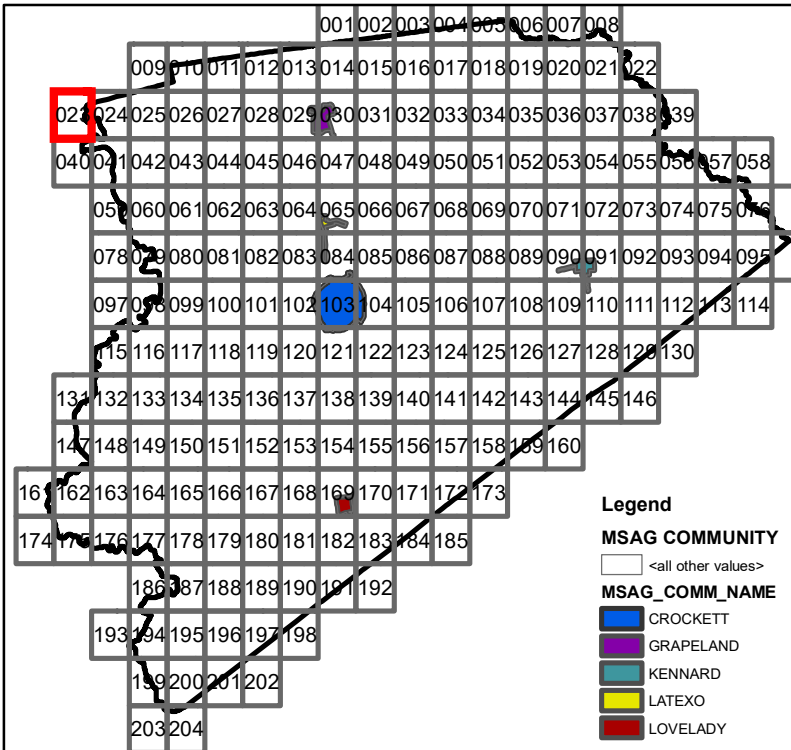 001 002 003 004 005 006 007 008
009 010 011 012 013 014 015 016 017 018 019 020 021 022
023 024 025 026 027 028 029 030 031 032 033 034 035 036 037 038 039
040 041 042 043 044 045 046 047 048 049 050 051 052 053 054 055 056 057 058
059 060 061 062 063 064 065 066 067 068 069 070 071 072 073 074 075 076
078 079 080 081 082 083 084 085 086 087 088 089 090 091 092 093 094 095
097 098 099 100 101 102 103 104 105 106 107 108 109 110 111 112 113 114
115 116 117 118 119 120 121 122 123 124 125 126 127 128 129 130
131 132 133 134 135 136 137 138 139 140 141 142 143 144 145 146
147 148 149 150 151 152 153 154 155 156 157 158 159 160
161 162 163 164 165 166 167 168 169 170 171 172 173
174 175 176 177 178 179 180 181 182 183 184 185
186 187 188 189 190 191 192
193 194 195 196 197 198
199 200 201 202
203 204
Legend
MSAG COMMUNITY
<all other values>
MSAG_COMM_NAME
CROCKETT
GRAPELAND
KENNARD
LATEXO
LOVELADY